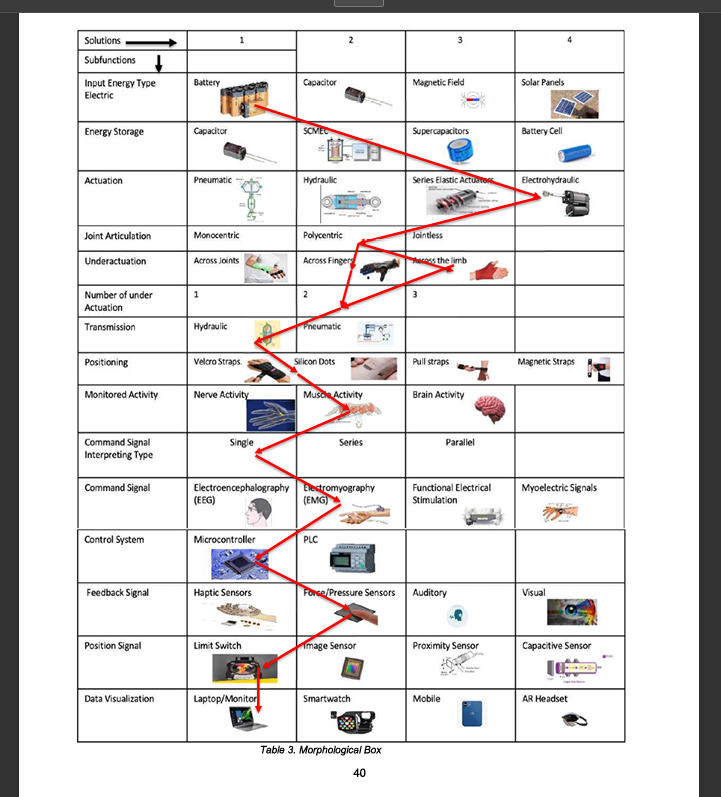 Solutions 1 2 3 4
Subfunctions
Input Energy Type Battery Capacitor Magnetic Field Solar Panels
Electric
Energy Storage Capacitor SCMEC Supercapacitors Battery Cell
Actuation Pneumatic Hydraulic Series Elastic Actuators Electrohydraulic
Joint Articulation Monocentric Polycentric Jointless
Underactuation Across Joints Across Fingers Across the limb
Number of under 1 2 3
Actuation
Transmission Hydraulic Pneumatic
Positioning Velcro Straps. Silicon Dots Pull straps Magnetic Straps
Monitored Activity Nerve Activity Muscle Activity Brain Activity
Command Signal Single Series Parallel
Interpreting Type
Command Signal Electroencephalography Electromyography Functional Electrical Myoelectric Signals
(EEG) (EMG) Stimulation
Control System Microcontroller PLC
Feedback Signal Haptic Sensors Force/Pressure Sensors Auditory Visual
Position Signal Limit Switch Image Sensor Proximity Sensor Capacitive Sensor
Data Visualization Laptop/Monitor Smartwatch Mobile AR Headset
Table 3. Morphological Box
40